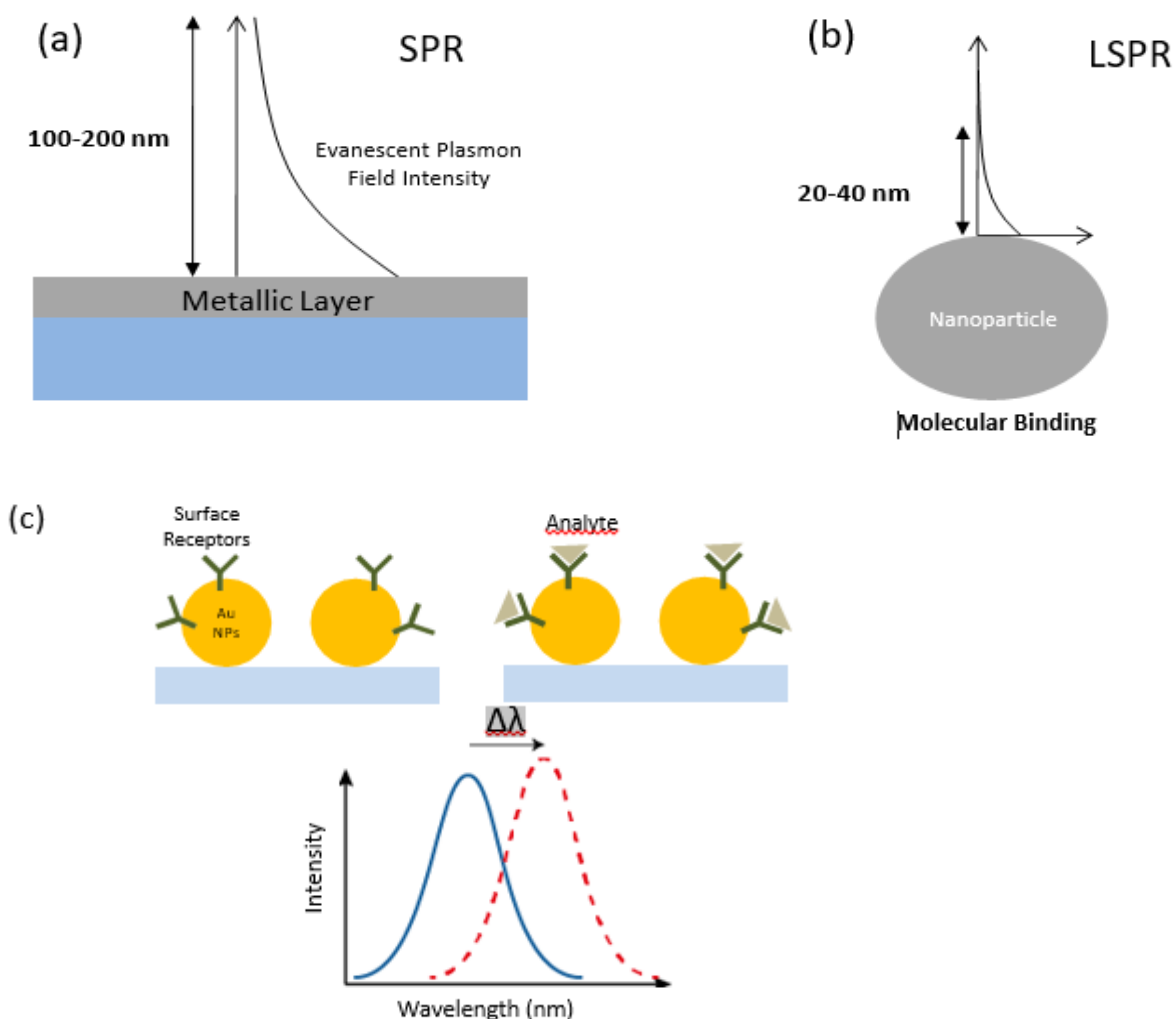 (a)
SPR
100-200 nm
Evanescent Plasmon
Field Intensity
Metallic Layer
(b)
LSPR
20-40 nm
Nanoparticle
Molecular Binding
(c)
Surface
Receptors
Au
NPs
Analyte
Δλ
Intensity
Wavelength (nm)